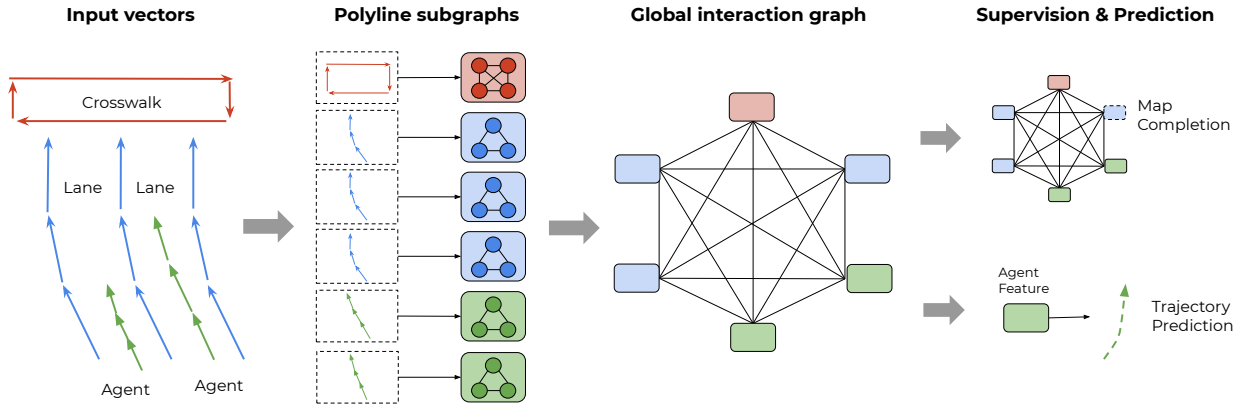 Input vectors
Polyline subgraphs
Global interaction graph
Supervision & Prediction
Crosswalk
Lane
Lane
Agent
Agent
Map
Completion
Agent
Feature
Trajectory
Prediction